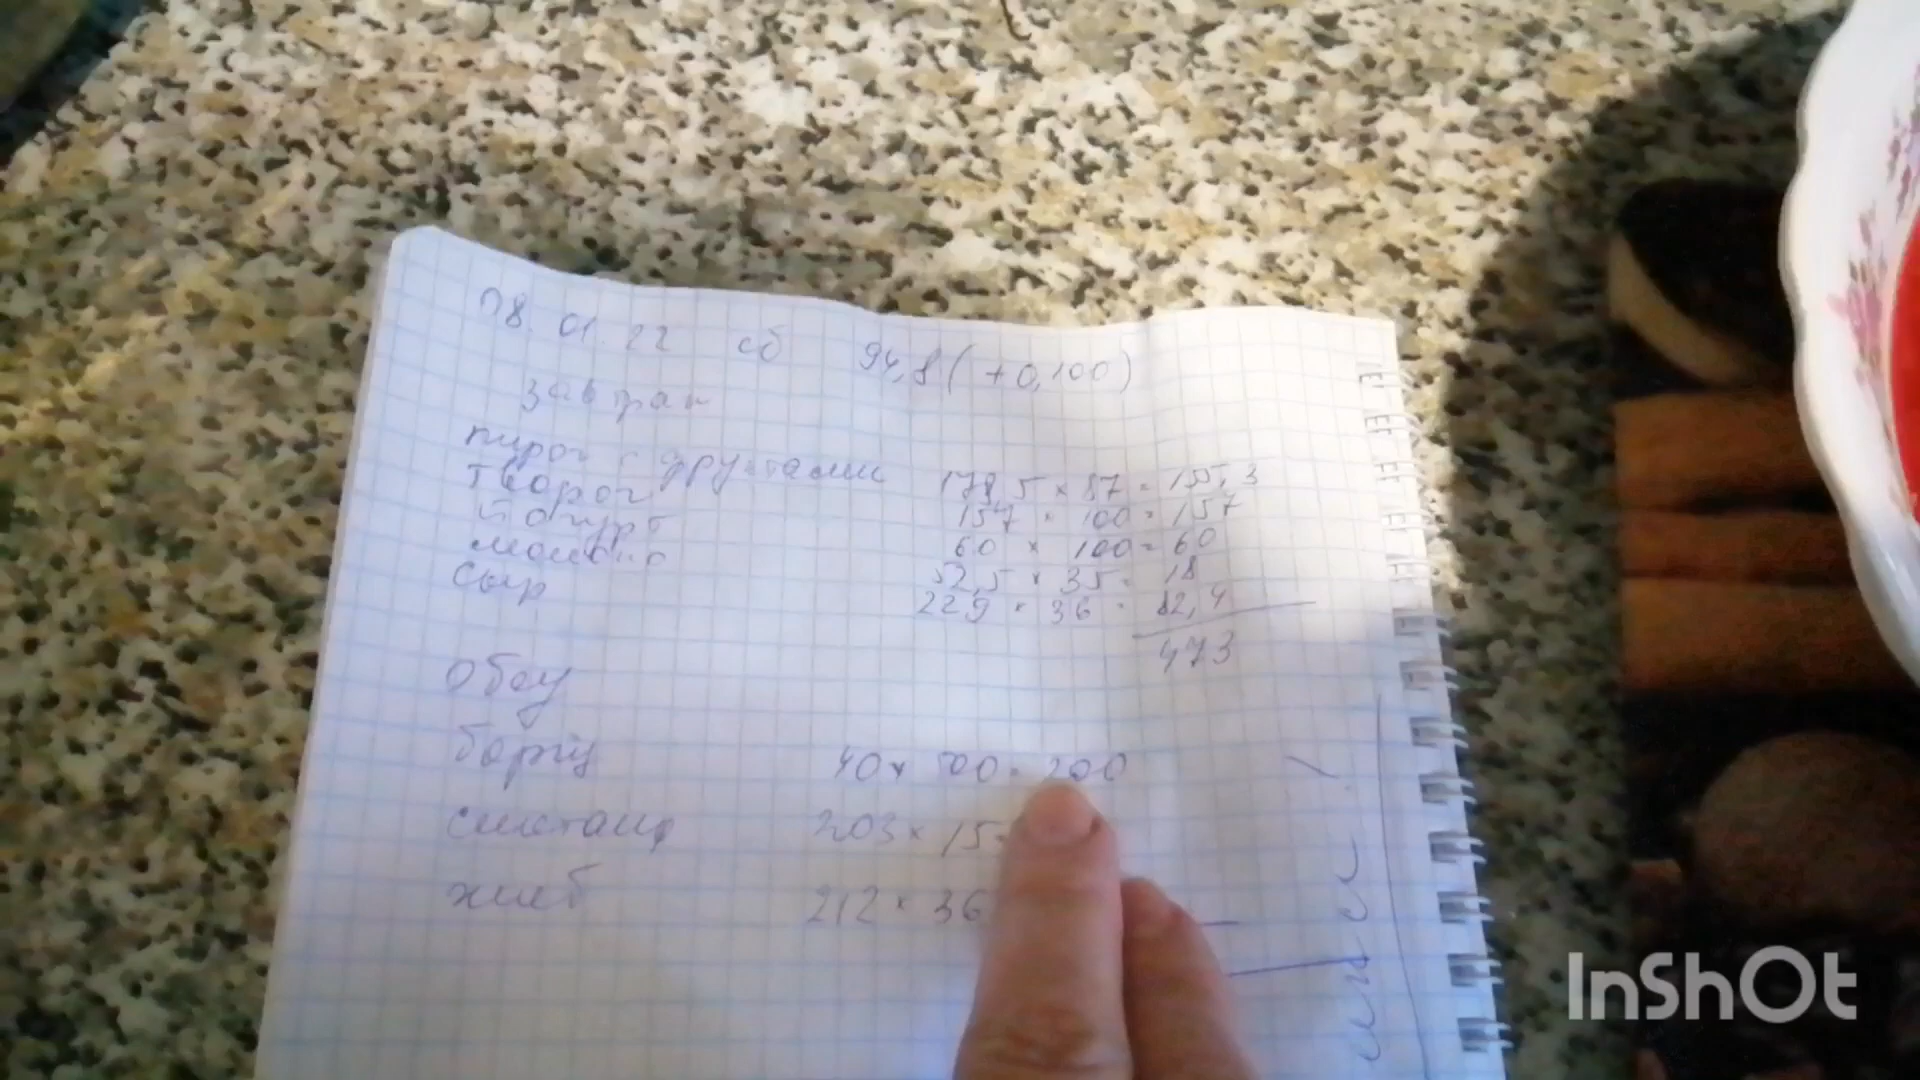 08.01.22 сб 94,8 (+0,100)
завтрак
пирог с фруктами 178,5 × 87 = 155,3
творог 157 × 100 = 157
йогурт 60 × 100 = 60
молоко 52,5 × 35 = 18
сыр 229 × 36 = 82,4
473
обед
борщ 40 × 500 = 200
сметана 203 × 15 =
хлеб 212 × 36
InShOt